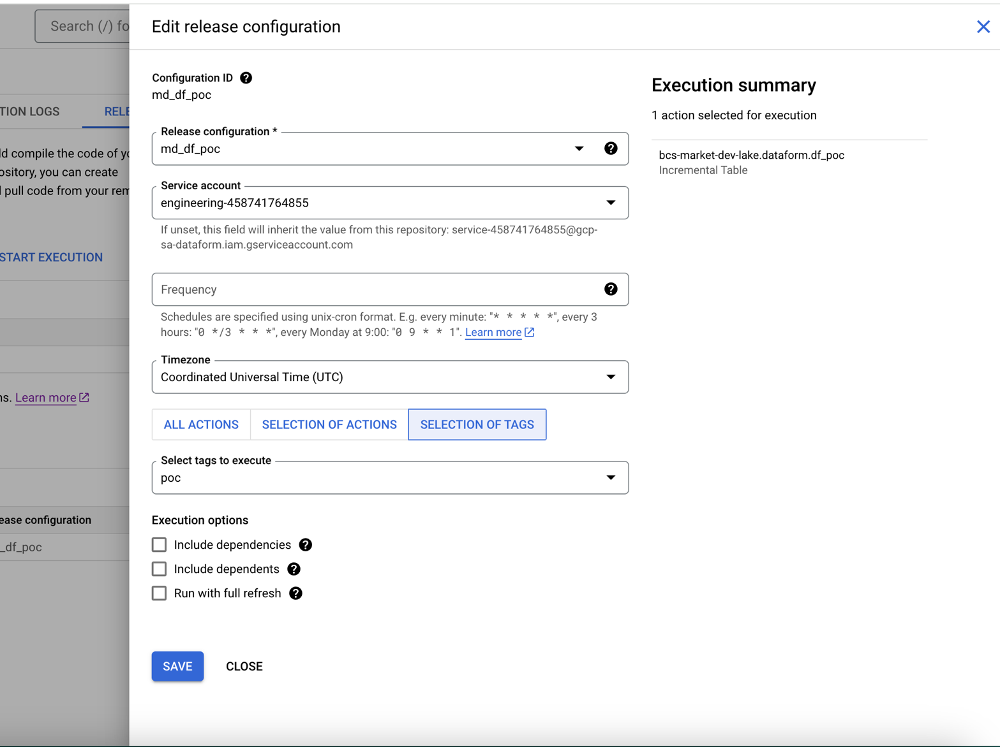 Search (/) fo
Edit release configuration
TION LOGS
RELE
ld compile the code of yo
ository, you can create
l pull code from your rem
START EXECUTION
ns. Learn more
ease configuration
_df_poc
Configuration ID
md_df_poc
Release configuration *
md_df_poc
Service account
engineering-458741764855
If unset, this field will inherit the value from this repository: service-458741764855@gcp-
sa-dataform.iam.gserviceaccount.com
Frequency
Schedules are specified using unix-cron format. E.g. every minute: "* * * * *", every 3
hours: "0 */3 * * *", every Monday at 9:00: "0 9 * * 1". Learn more
Timezone
Coordinated Universal Time (UTC)
ALL ACTIONS
SELECTION OF ACTIONS
SELECTION OF TAGS
Select tags to execute
poc
Execution options
Include dependencies
Include dependents
Run with full refresh
SAVE
CLOSE
Execution summary
1 action selected for execution
bcs-market-dev-lake.dataform.df_poc
Incremental Table